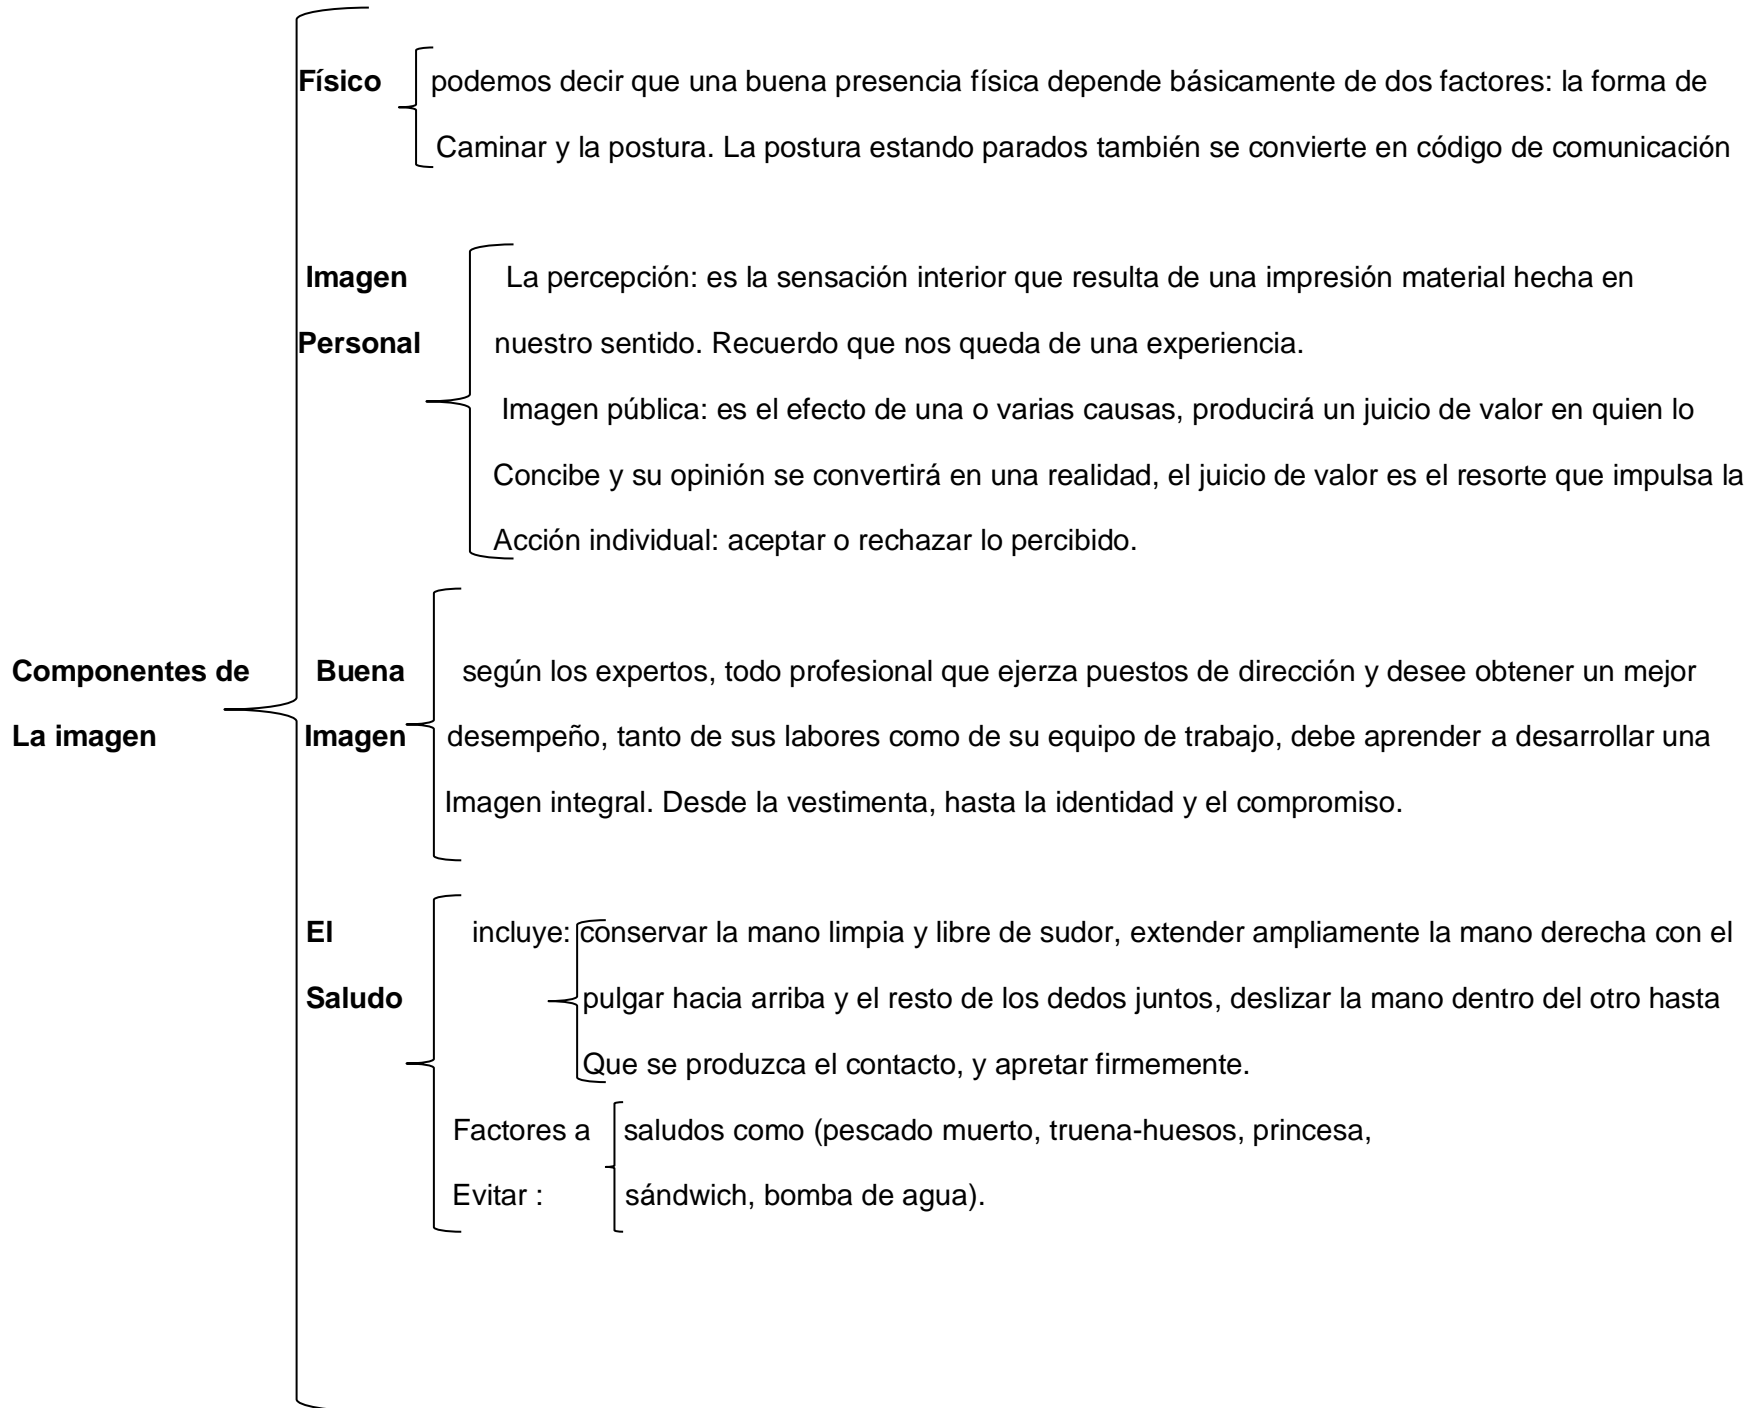 Físico podemos decir que una buena presencia física depende básicamente de dos factores: la forma de
Caminar y la postura. La postura estando parados también se convierte en código de comunicación
Imagen La percepción: es la sensación interior que resulta de una impresión material hecha en
Personal nuestro sentido. Recuerdo que nos queda de una experiencia.
Imagen pública: es el efecto de una o varias causas, producirá un juicio de valor en quien lo
Concibe y su opinión se convertirá en una realidad, el juicio de valor es el resorte que impulsa la
Acción individual: aceptar o rechazar lo percibido.
Componentes de Buena según los expertos, todo profesional que ejerza puestos de dirección y desee obtener un mejor
La imagen Imagen desempeño, tanto de sus labores como de su equipo de trabajo, debe aprender a desarrollar una
Imagen integral. Desde la vestimenta, hasta la identidad y el compromiso.
El incluye: conservar la mano limpia y libre de sudor, extender ampliamente la mano derecha con el
Saludo pulgar hacia arriba y el resto de los dedos juntos, deslizar la mano dentro del otro hasta
Que se produzca el contacto, y apretar firmemente.
Factores a saludos como (pescado muerto, truena-huesos, princesa,
Evitar : sándwich, bomba de agua).